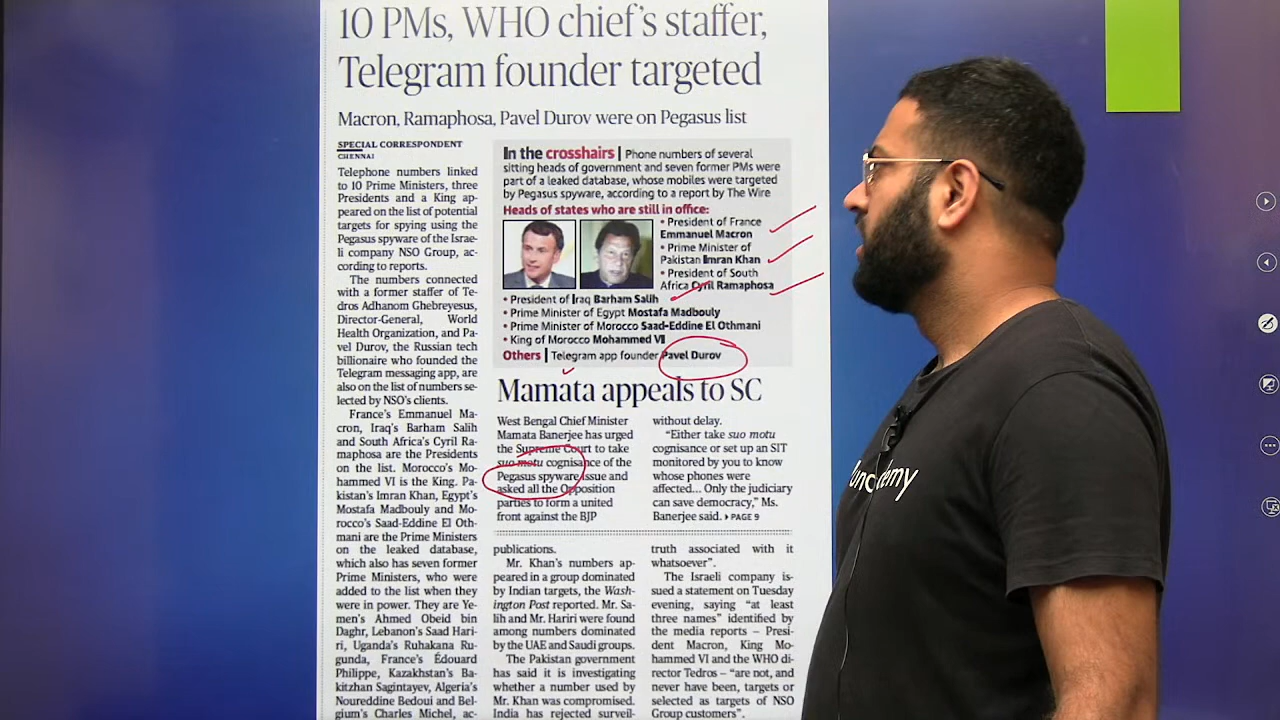 10 PMs, WHO chief's staffer,
Telegram founder targeted
Macron, Ramaphosa, Pavel Durov were on Pegasus list
SPECIAL CORRESPONDENT
CHENNAI
Telephone numbers linked
to 10 Prime Ministers, three
Presidents and a King ap-
peared on the list of potential
targets for spying using the
Pegasus spyware of the Israe-
li company NSO Group, ac-
cording to reports.
The numbers connected
with a former staffer of Te-
dros Adhanom Ghebreyesus,
Director-General, World
Health Organization, and Pa-
vel Durov, the Russian tech
billionaire who founded the
Telegram messaging app, are
also on the list of numbers se-
lected by NSO's clients.
France's Emmanuel Ma-
cron, Iraq's Barham Salih
and South Africa's Cyril Ra-
maphosa are the Presidents
on the list. Morocco's Mo-
hammed VI is the King. Pa-
kistan's Imran Khan, Egypt's
Mostafa Madbouly and Mo-
rocco's Saad-Eddine El Oth-
mani are the Prime Ministers
on the leaked database,
which also has seven former
Prime Ministers, who were
added to the list when they
were in power. They are Ye-
men's Ahmed Obeid bin
Daghr, Lebanon's Saad Hari-
ri, Uganda's Ruhakana Ru-
gunda, France's Édouard
Philippe, Kazakhstan's Ba-
kitzhan Sagintayev, Algeria's
Noureddine Bedoui and Bel-
gium's Charles Michel, ac-
In the crosshairs | Phone numbers of several
sitting heads of government and seven former PMs were
part of a leaked database, whose mobiles were targeted
by Pegasus spyware, according to a report by The Wire
Heads of states who are still in office:
• President of France
Emmanuel Macron
• Prime Minister of
Pakistan Imran Khan
• President of South
Africa Cyril Ramaphosa
• President of Iraq Barham Salih
• Prime Minister of Egypt Mostafa Madbouly
• Prime Minister of Morocco Saad-Eddine El Othmani
• King of Morocco Mohammed VI
Others | Telegram app founder Pavel Durov
Mamata appeals to SC
West Bengal Chief Minister
Mamata Banerjee has urged
the Supreme Court to take
suo motu cognisance of the
Pegasus spyware issue and
asked all the Opposition
parties to form a united
front against the BJP
without delay.
"Either take suo motu
cognisance or set up an SIT
monitored by you to know
whose phones were
affected... Only the judiciary
can save democracy," Ms.
Banerjee said. ▸ PAGE 9
publications.
Mr. Khan's numbers ap-
peared in a group dominated
by Indian targets, the Wash-
ington Post reported. Mr. Sa-
lih and Mr. Hariri were found
among numbers dominated
by the UAE and Saudi groups.
The Pakistan government
has said it is investigating
whether a number used by
Mr. Khan was compromised.
India has rejected surveil-
truth associated with it
whatsoever".
The Israeli company is-
sued a statement on Tuesday
evening, saying "at least
three names" identified by
the media reports – Presi-
dent Macron, King Mo-
hammed VI and the WHO di-
rector Tedros – "are not, and
never have been, targets or
selected as targets of NSO
Group customers".